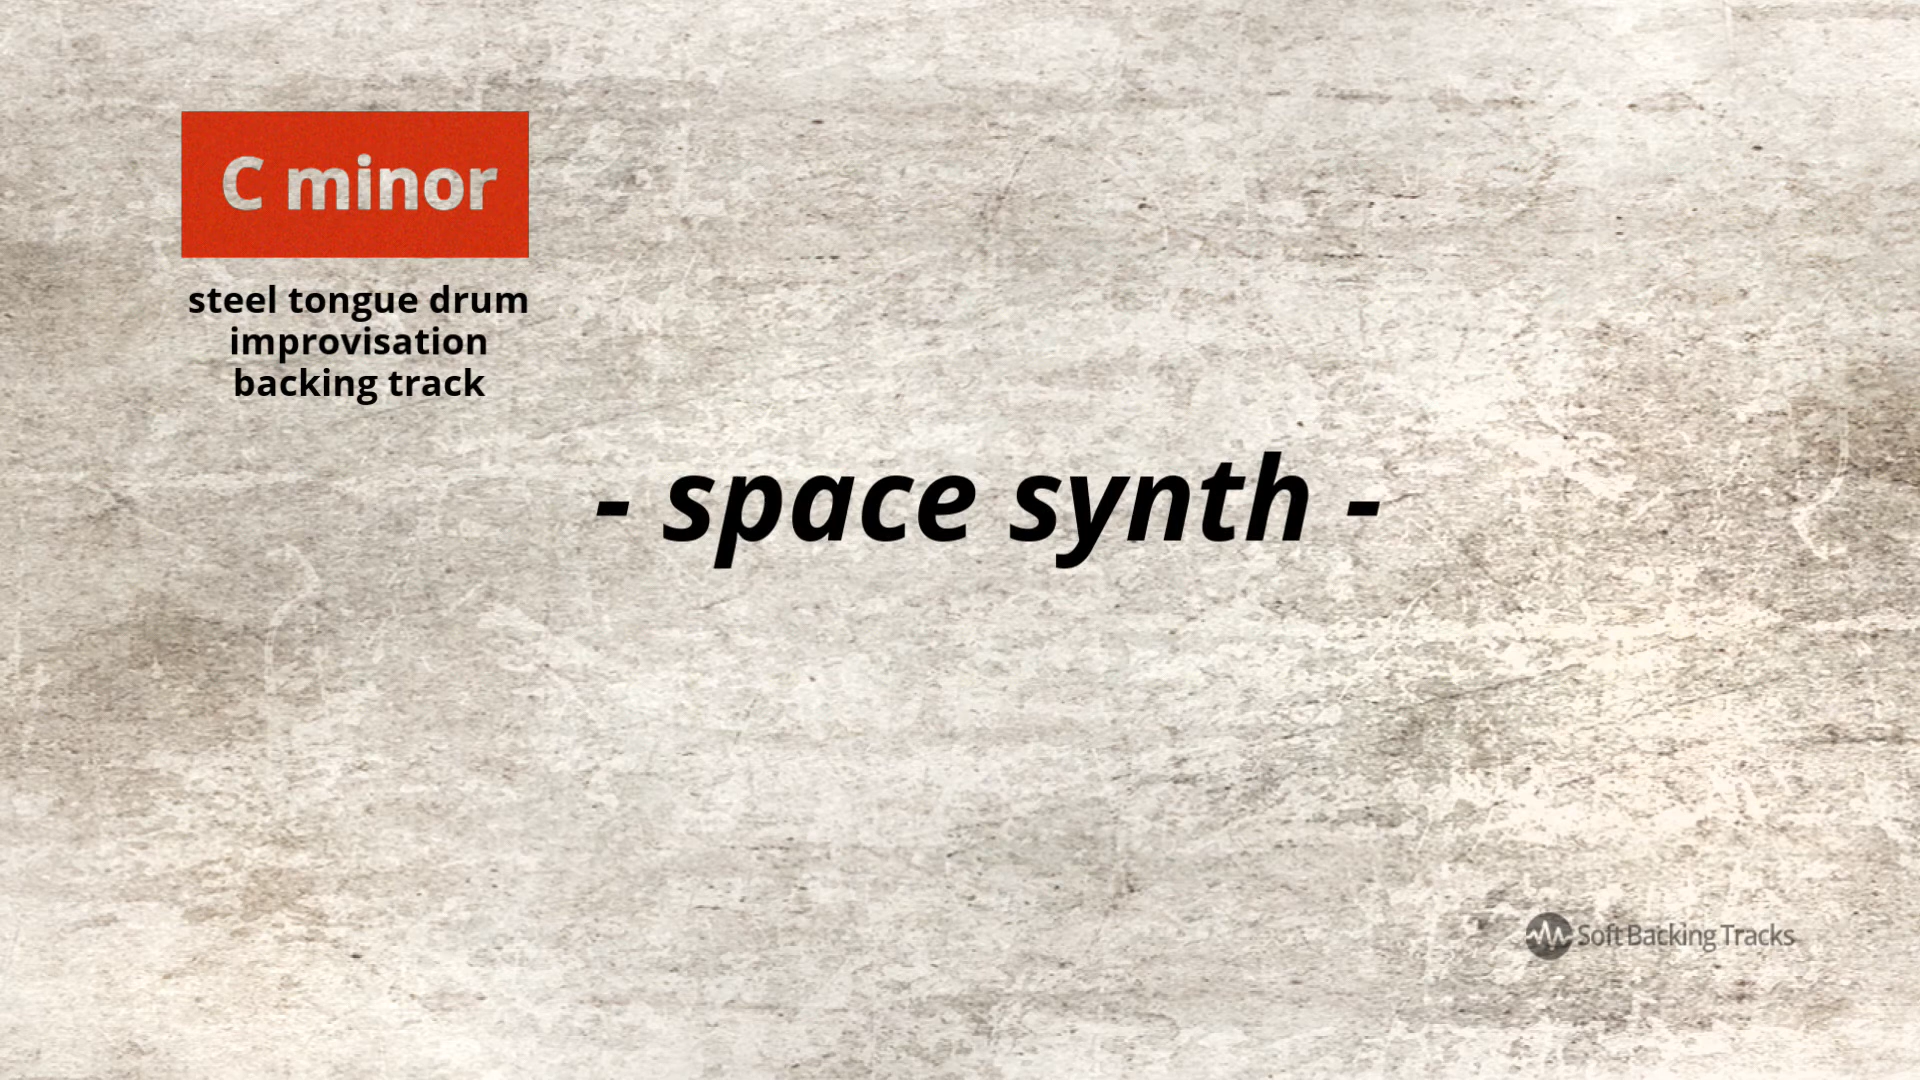 C minor
steel tongue drum
improvisation
backing track
- space synth -
Soft Backing Tracks